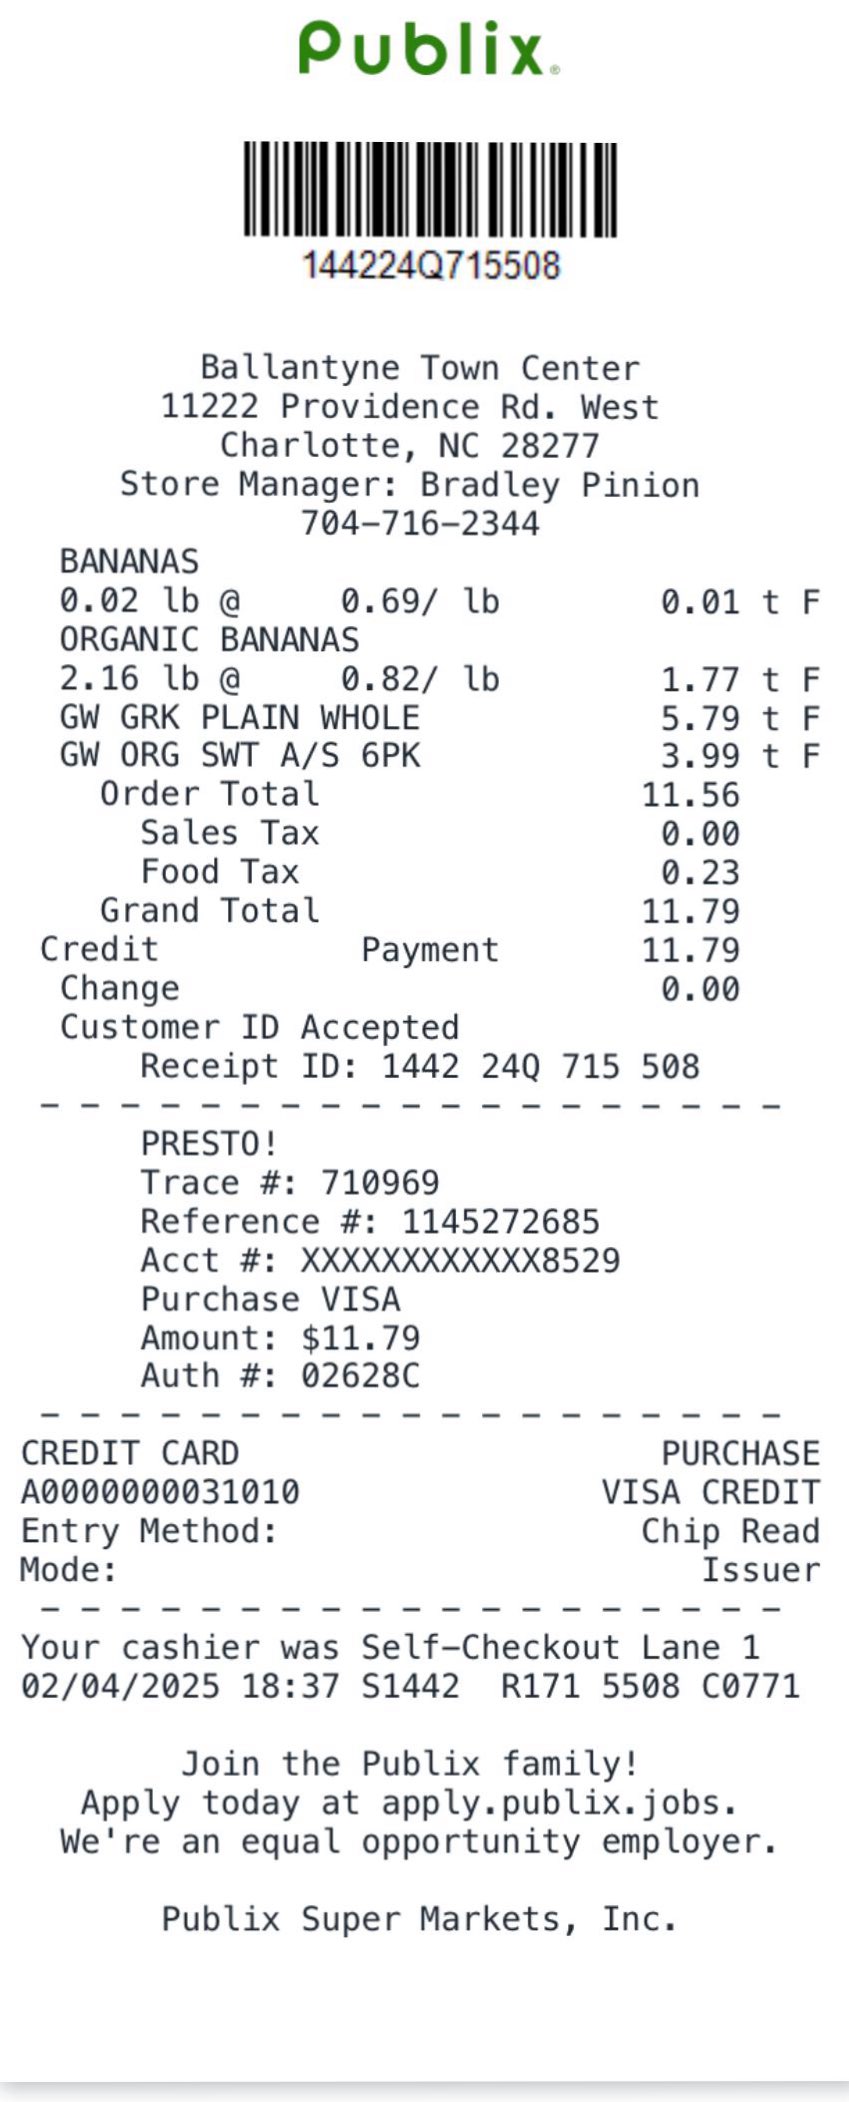 Publix®
144224Q715508
Ballantyne Town Center
11222 Providence Rd. West
Charlotte, NC 28277
Store Manager: Bradley Pinion
704-716-2344
BANANAS
0.02 lb @ 0.69/ lb 0.01 t F
ORGANIC BANANAS
2.16 lb @ 0.82/ lb 1.77 t F
GW GRK PLAIN WHOLE 5.79 t F
GW ORG SWT A/S 6PK 3.99 t F
Order Total 11.56
Sales Tax 0.00
Food Tax 0.23
Grand Total 11.79
Credit Payment 11.79
Change 0.00
Customer ID Accepted
Receipt ID: 1442 24Q 715 508
- - - - - - - - - - - - - - - - - - -
PRESTO!
Trace #: 710969
Reference #: 1145272685
Acct #: XXXXXXXXXXXX8529
Purchase VISA
Amount: $11.79
Auth #: 02628C
- - - - - - - - - - - - - - - - - - -
CREDIT CARD PURCHASE
A0000000031010 VISA CREDIT
Entry Method: Chip Read
Mode: Issuer
- - - - - - - - - - - - - - - - - - -
Your cashier was Self-Checkout Lane 1
02/04/2025 18:37 S1442 R171 5508 C0771
Join the Publix family!
Apply today at apply.publix.jobs.
We're an equal opportunity employer.
Publix Super Markets, Inc.